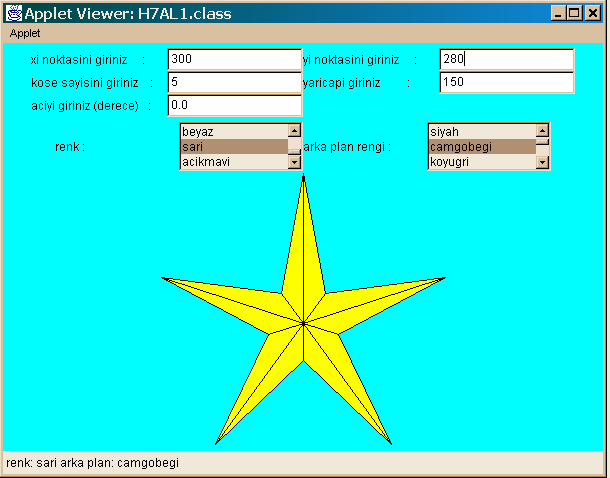 Applet Viewer: H7AL1.class
Applet
xi noktasini giriniz : 300 yi noktasini giriniz : 280
kose sayisini giriniz : 5 yaricapi giriniz : 150
aciyi giriniz (derece) : 0.0
beyaz siyah
renk : sari arka plan rengi : camgobegi
acikmavi koyugri
renk: sari arka plan: camgobegi